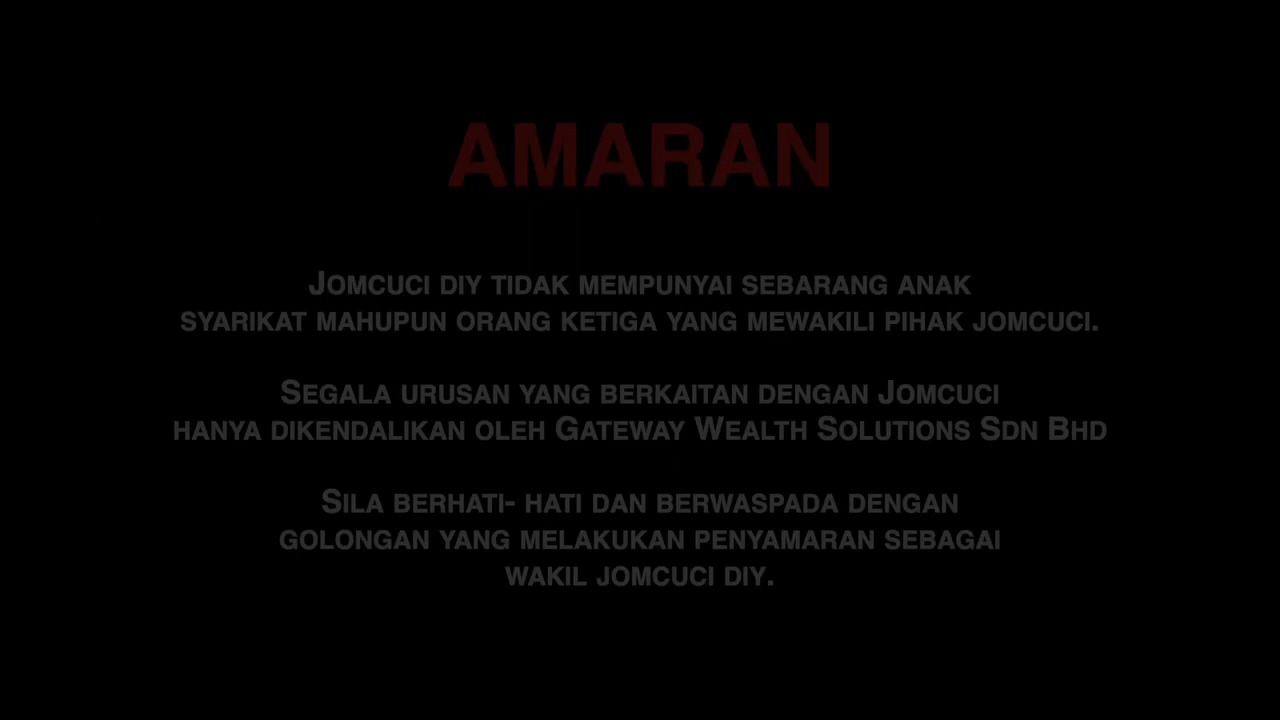 AMARAN
Jomcuci diy tidak mempunyai sebarang anak
syarikat mahupun orang ketiga yang mewakili pihak jomcuci.
Segala urusan yang berkaitan dengan Jomcuci
hanya dikendalikan oleh Gateway Wealth Solutions Sdn Bhd
Sila berhati- hati dan berwaspada dengan
golongan yang melakukan penyamaran sebagai
wakil jomcuci diy.